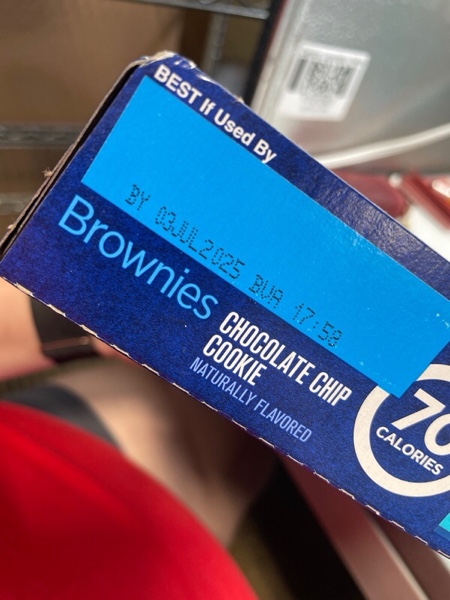 BEST If Used By
BY 03JUL2025 BVA 17:58
Brownies
CHOCOLATE CHIP
COOKIE
NATURALLY FLAVORED
70
CALORIES